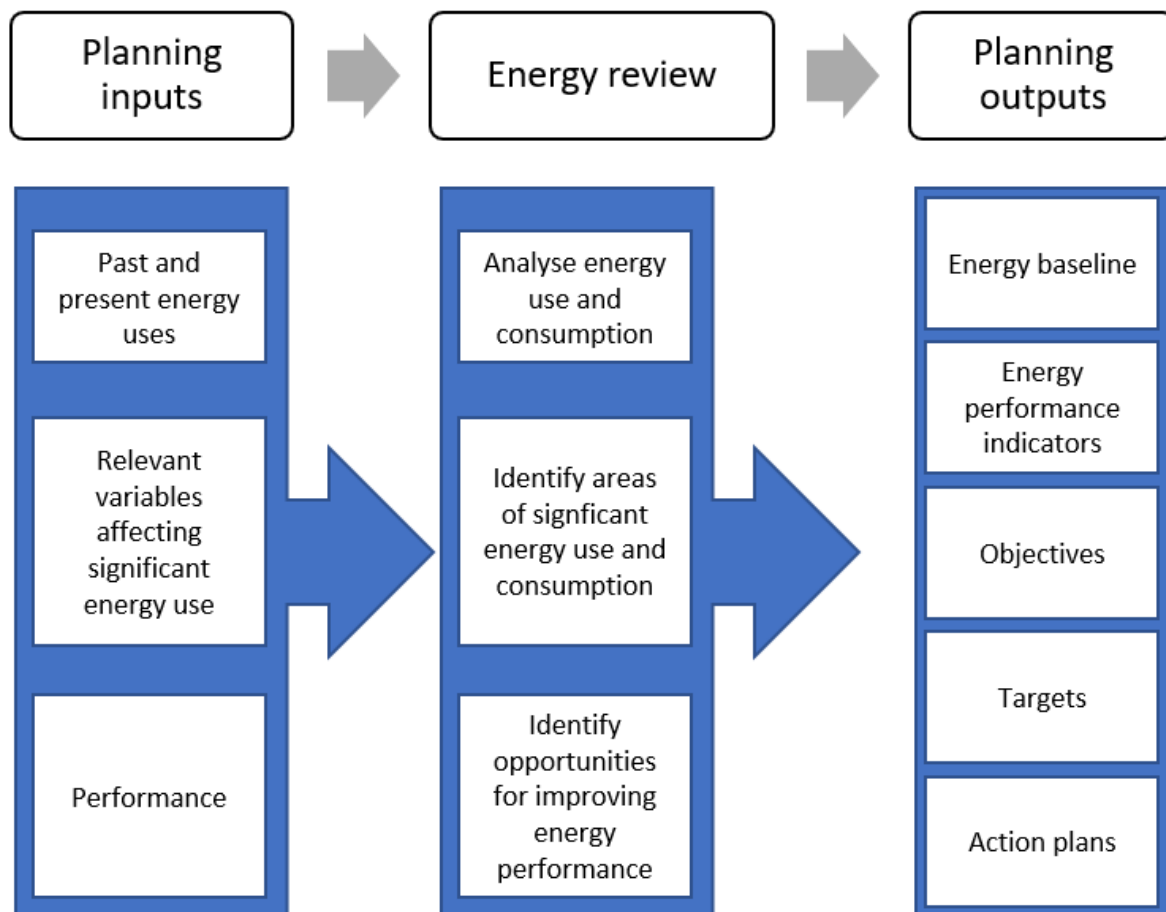 Planning
inputs
Energy review
Planning
outputs
Past and
present energy
uses
Relevant
variables
affecting
significant
energy use
Performance
Analyse energy
use and
consumption
Identify areas
of signficant
energy use and
consumption
Identify
opportunities
for improving
energy
performance
Energy baseline
Energy
performance
indicators
Objectives
Targets
Action plans